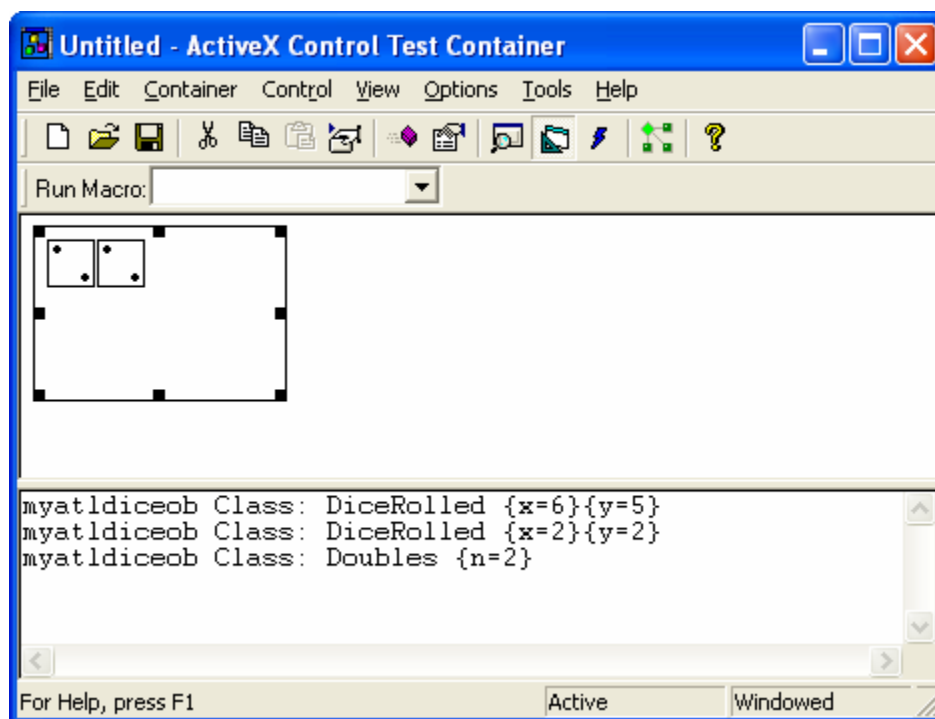 Untitled - ActiveX Control Test Container
File Edit Container Control View Options Tools Help
Run Macro:
myatldiceob Class: DiceRolled {x=6}{y=5}
myatldiceob Class: DiceRolled {x=2}{y=2}
myatldiceob Class: Doubles {n=2}
For Help, press F1 Active Windowed